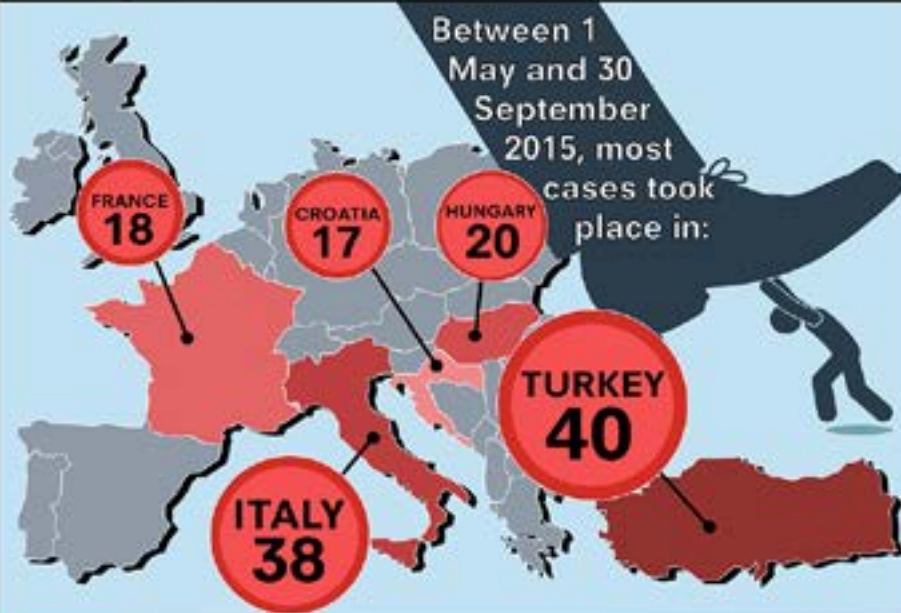 Between 1
May and 30
September
2015, most
cases took
place in:
FRANCE
18
CROATIA
17
HUNGARY
20
TURKEY
40
ITALY
38